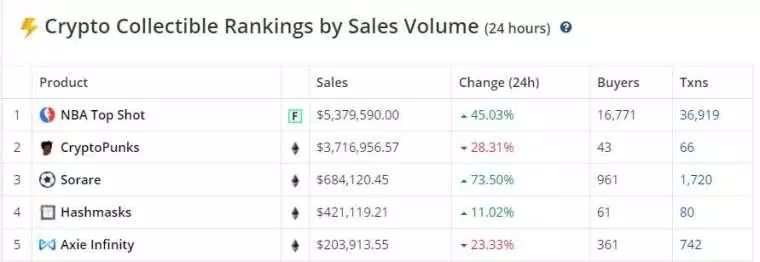 Crypto Collectible Rankings by Sales Volume (24 hours) ?
Product Sales Change (24h) Buyers Txns
1 NBA Top Shot F $5,379,590.00 45.03% 16,771 36,919
2 CryptoPunks $3,716,956.57 28.31% 43 66
3 Sorare $684,120.45 73.50% 961 1,720
4 Hashmasks $421,119.21 11.02% 61 80
5 Axie Infinity $203,913.55 23.33% 361 742